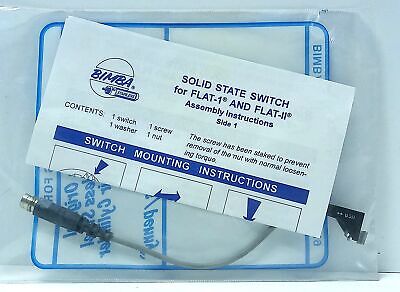 BIMBA
SOLID STATE SWITCH
for FLAT-1® AND FLAT-II®
Assembly Instructions
Side 1
CONTENTS:
1 switch 1 screw
1 washer 1 nut
The screw has been staked to prevent
removal of the nut with normal loosen-
ing torque.
SWITCH MOUNTING INSTRUCTIONS
BIMB
FOR